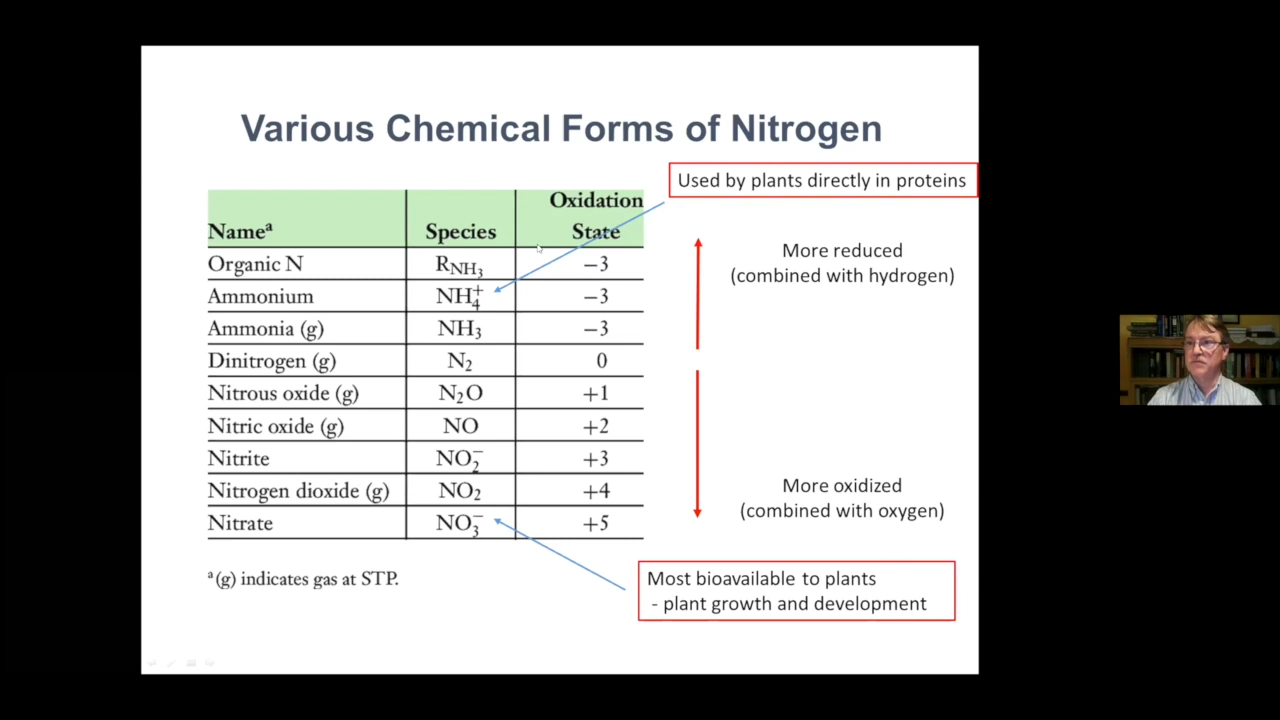 Various Chemical Forms of Nitrogen
Used by plants directly in proteins
Nameᵃ Species Oxidation State
Organic N R_NH₃ −3
Ammonium NH₄⁺ −3
Ammonia (g) NH₃ −3
Dinitrogen (g) N₂ 0
Nitrous oxide (g) N₂O +1
Nitric oxide (g) NO +2
Nitrite NO₂⁻ +3
Nitrogen dioxide (g) NO₂ +4
Nitrate NO₃⁻ +5
ᵃ(g) indicates gas at STP.
More reduced
(combined with hydrogen)
More oxidized
(combined with oxygen)
Most bioavailable to plants
- plant growth and development